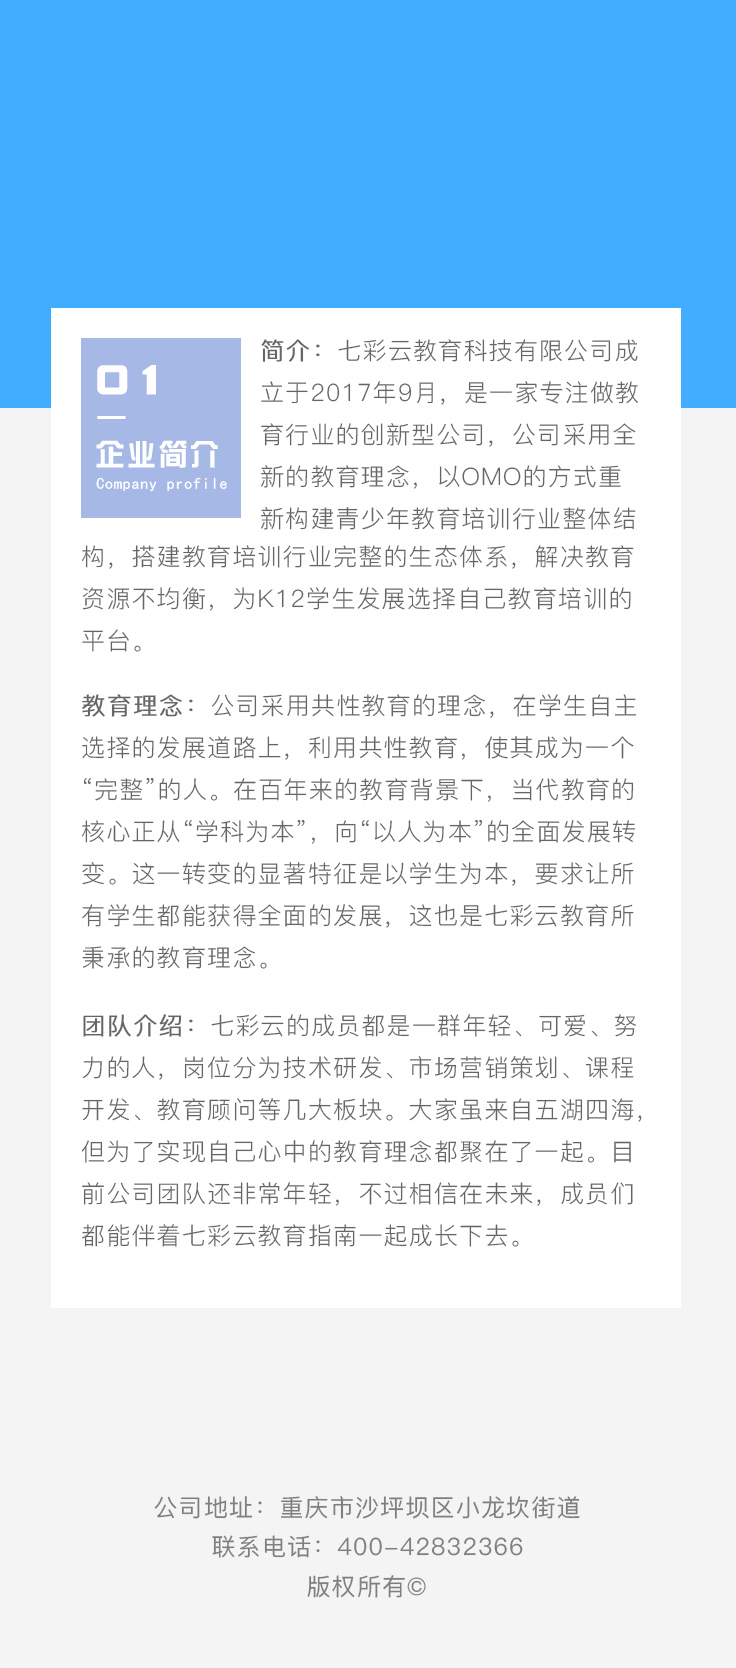 01
企业简介
Company profile
简介：七彩云教育科技有限公司成
立于2017年9月，是一家专注做教
育行业的创新型公司，公司采用全
新的教育理念，以OMO的方式重
新构建青少年教育培训行业整体结
构，搭建教育培训行业完整的生态体系，解决教育
资源不均衡，为K12学生发展选择自己教育培训的
平台。
教育理念：公司采用共性教育的理念，在学生自主
选择的发展道路上，利用共性教育，使其成为一个
“完整”的人。在百年来的教育背景下，当代教育的
核心正从“学科为本”，向“以人为本”的全面发展转
变。这一转变的显著特征是以学生为本，要求让所
有学生都能获得全面的发展，这也是七彩云教育所
秉承的教育理念。
团队介绍：七彩云的成员都是一群年轻、可爱、努
力的人，岗位分为技术研发、市场营销策划、课程
开发、教育顾问等几大板块。大家虽来自五湖四海，
但为了实现自己心中的教育理念都聚在了一起。目
前公司团队还非常年轻，不过相信在未来，成员们
都能伴着七彩云教育指南一起成长下去。
公司地址：重庆市沙坪坝区小龙坎街道
联系电话：400-42832366
版权所有©